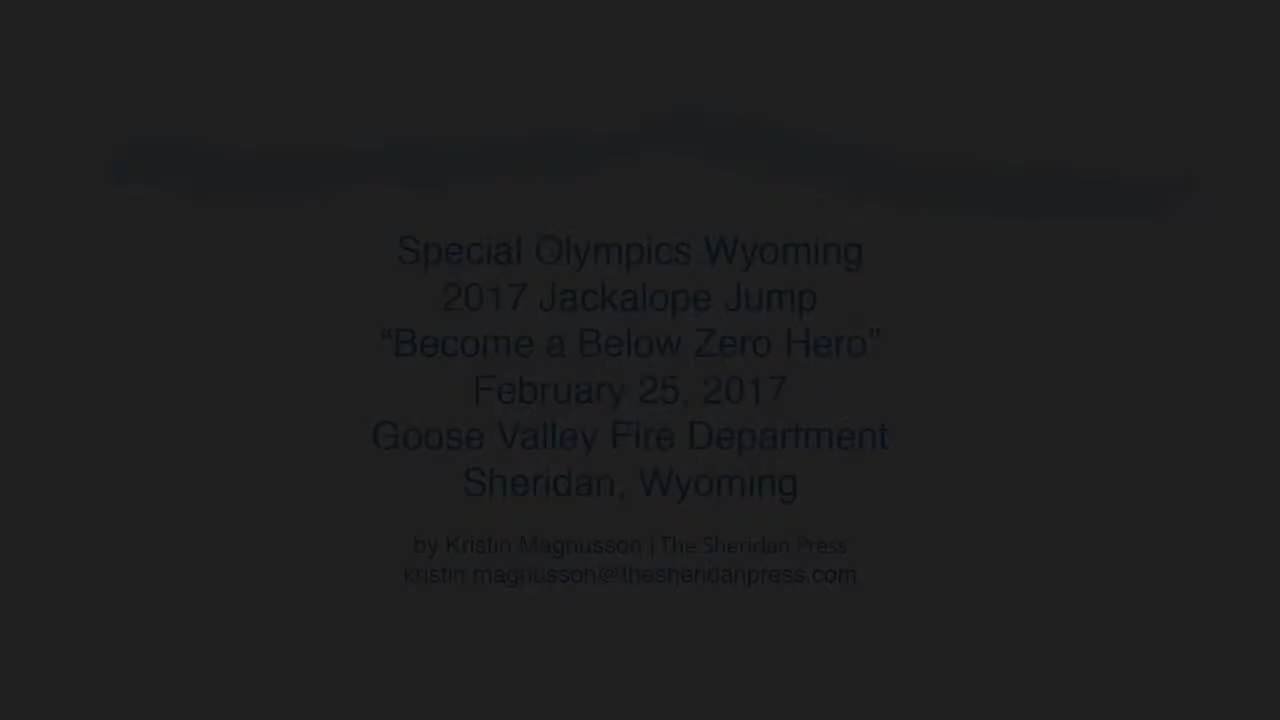 Special Olympics Wyoming
2017 Jackalope Jump
“Become a Below Zero Hero”
February 25, 2017
Goose Valley Fire Department
Sheridan, Wyoming
by Kristin Magnusson | The Sheridan Press
kristin.magnusson@thesheridanpress.com